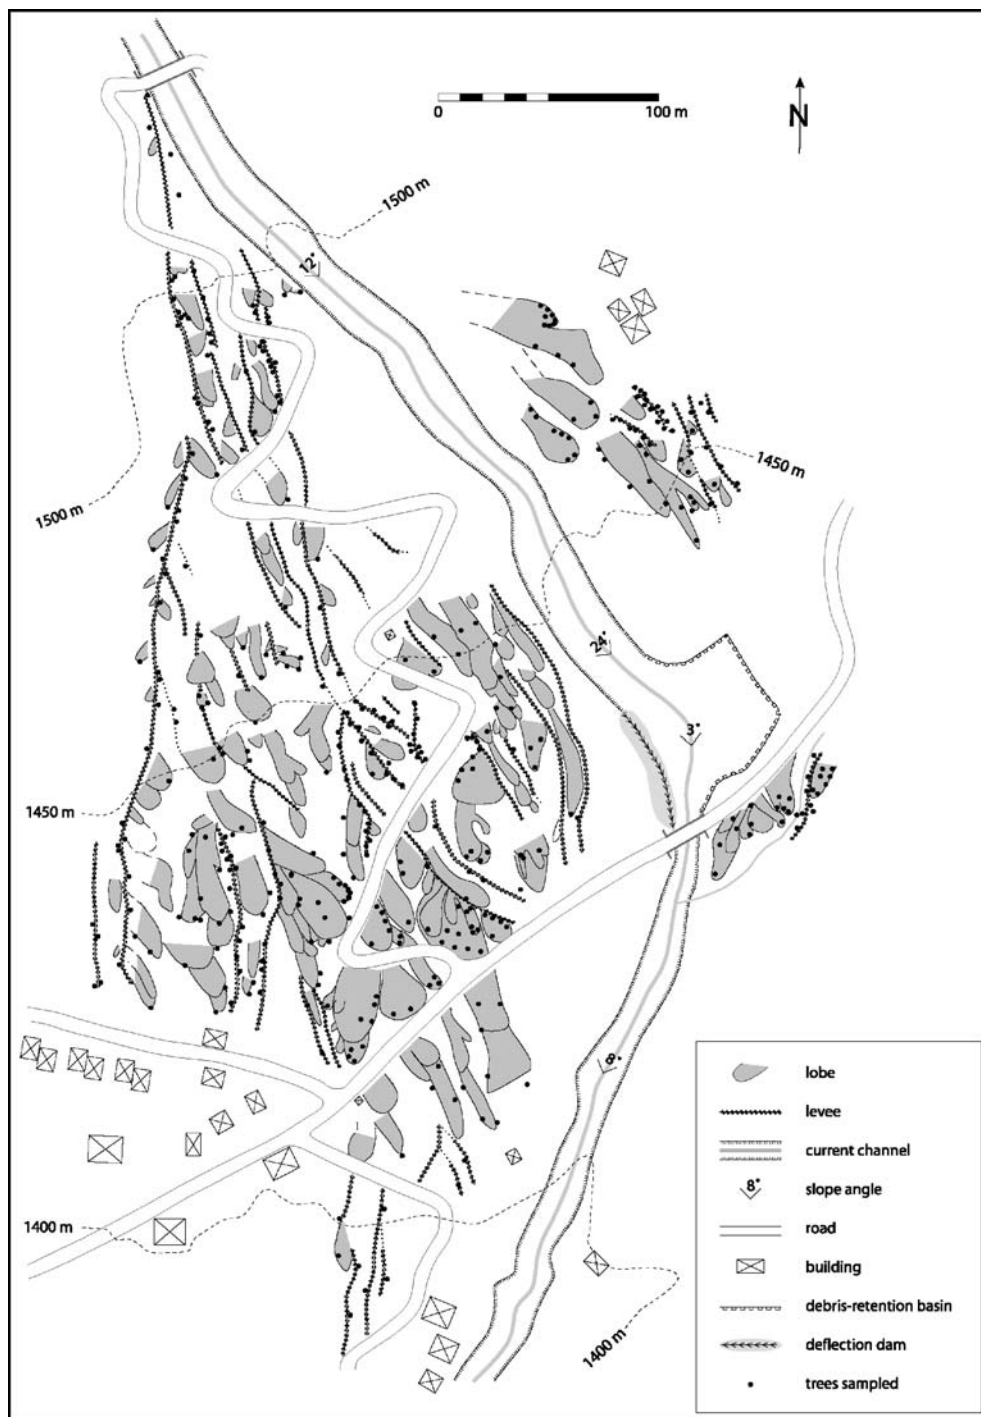 0
100 m
N
1500 m
12°
1450 m
1500 m
24°
3°
1450 m
8°
1400 m
1400 m
lobe
levee
current channel
8° slope angle
road
building
debris-retention basin
deflection dam
trees sampled